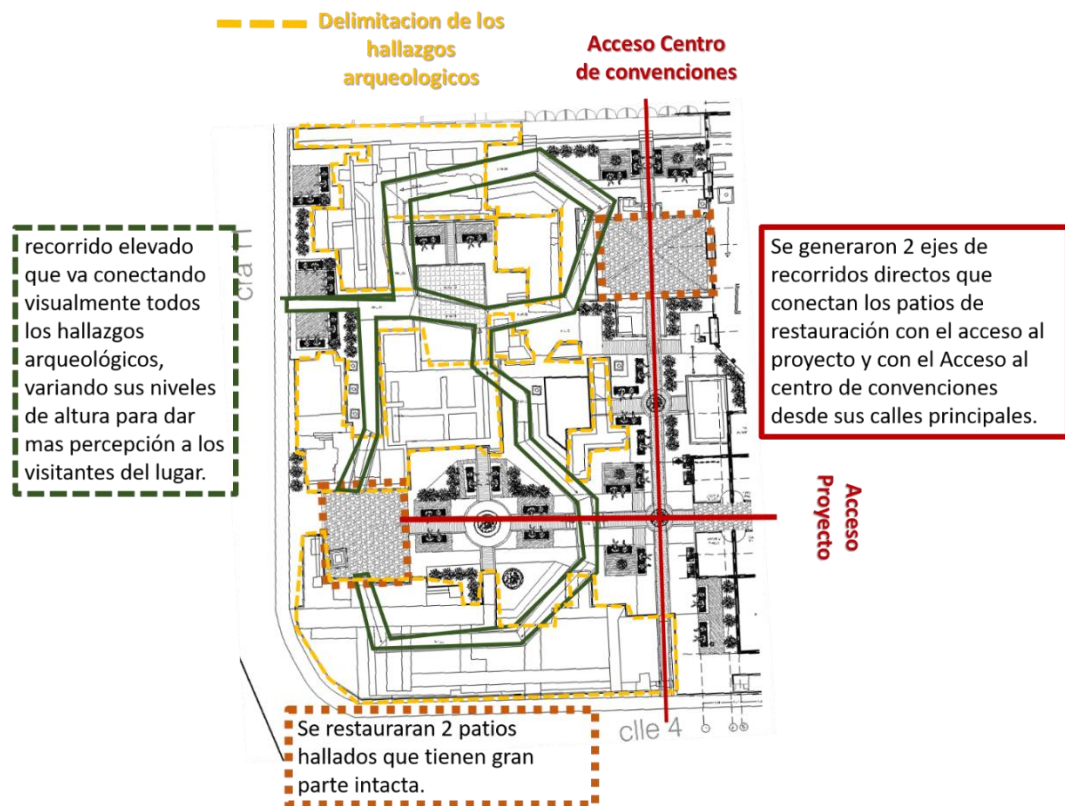 Delimitacion de los
hallazgos
arqueologicos
Acceso Centro
de convenciones
recorrido elevado
que va conectando
visualmente todos
los hallazgos
arqueológicos,
variando sus niveles
de altura para dar
mas percepción a los
visitantes del lugar.
Se generaron 2 ejes de
recorridos directos que
conectan los patios de
restauración con el acceso al
proyecto y con el Acceso al
centro de convenciones
desde sus calles principales.
Acceso
Proyecto
Se restauraran 2 patios
hallados que tienen gran
parte intacta.
clle 4